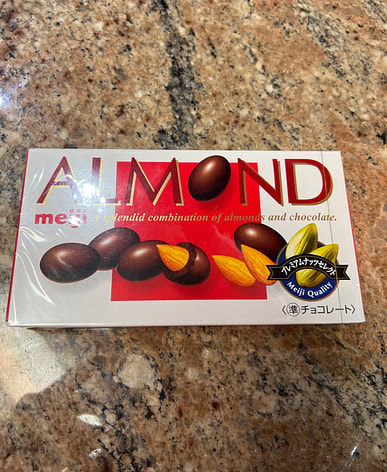 ALMOND
meiji
A splendid combination of almonds and chocolate.
プレミアムナッツセレクト
Meiji Quality
〈準チョコレート〉